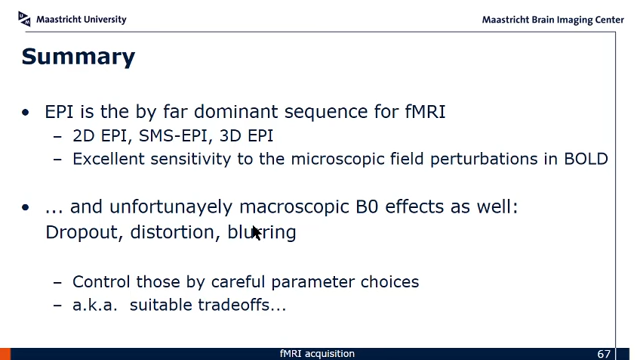 Maastricht University
Maastricht Brain Imaging Center
Summary
• EPI is the by far dominant sequence for fMRI
– 2D EPI, SMS-EPI, 3D EPI
– Excellent sensitivity to the microscopic field perturbations in BOLD
• ... and unfortunayely macroscopic B0 effects as well:
Dropout, distortion, blurring
– Control those by careful parameter choices
– a.k.a. suitable tradeoffs...
fMRI acquisition
67